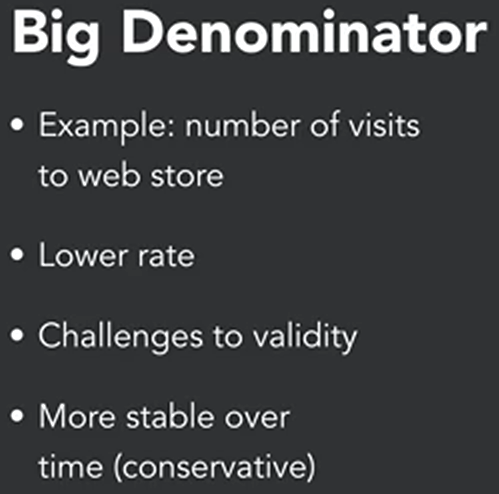 Big Denominator
• Example: number of visits
to web store
• Lower rate
• Challenges to validity
• More stable over
time (conservative)